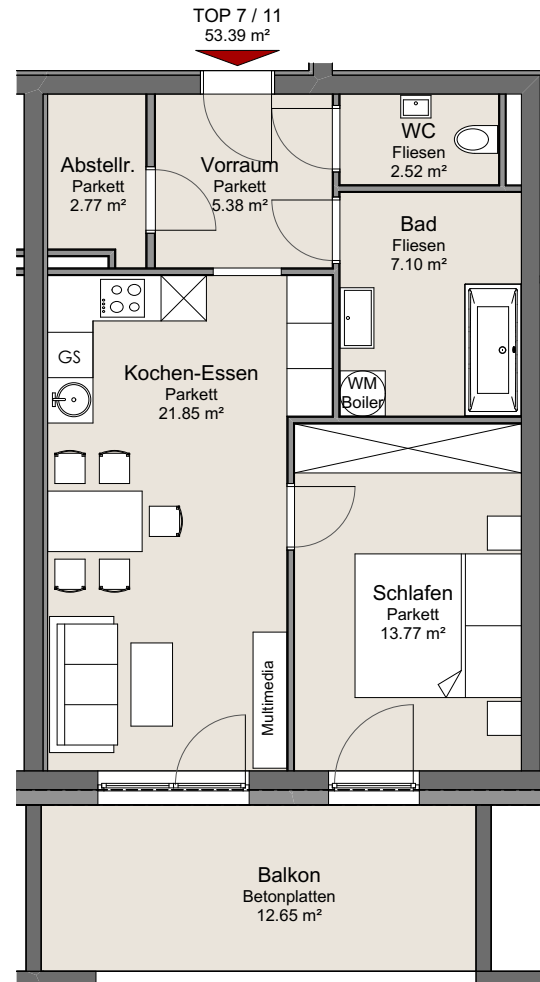 TOP 7 / 11
53.39 m²
Abstellr.
Parkett
2.77 m²
Vorraum
Parkett
5.38 m²
WC
Fliesen
2.52 m²
Bad
Fliesen
7.10 m²
GS
Kochen-Essen
Parkett
21.85 m²
WM
Boiler
Schlafen
Parkett
13.77 m²
Multimedia
Balkon
Betonplatten
12.65 m²